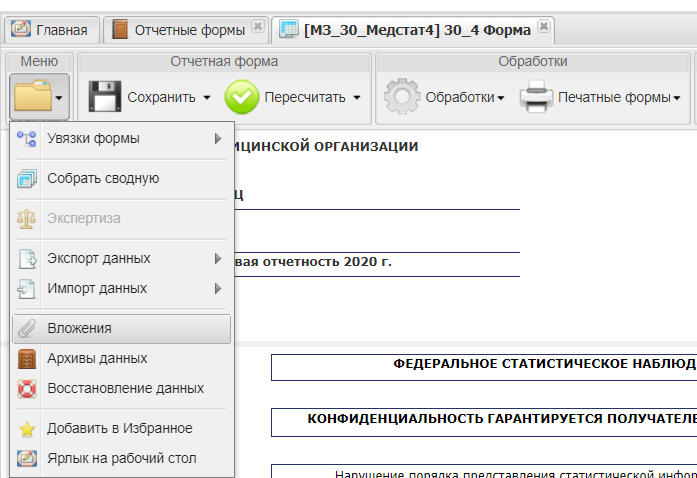 Главная
Отчетные формы
[МЗ_30_Медстат4] 30_4 Форма
Меню
Отчетная форма
Обработки
Сохранить
Пересчитать
Обработки
Печатные формы
Увязки формы
Собрать сводную
Экспертиза
Экспорт данных
Импорт данных
Вложения
Архивы данных
Восстановление данных
Добавить в Избранное
Ярлык на рабочий стол
ИЦИНСКОЙ ОРГАНИЗАЦИИ
Ц
вая отчетность 2020 г.
ФЕДЕРАЛЬНОЕ СТАТИСТИЧЕСКОЕ НАБЛЮД
КОНФИДЕНЦИАЛЬНОСТЬ ГАРАНТИРУЕТСЯ ПОЛУЧАТЕЛЕ
Нарушение порядка представления статистической инфор